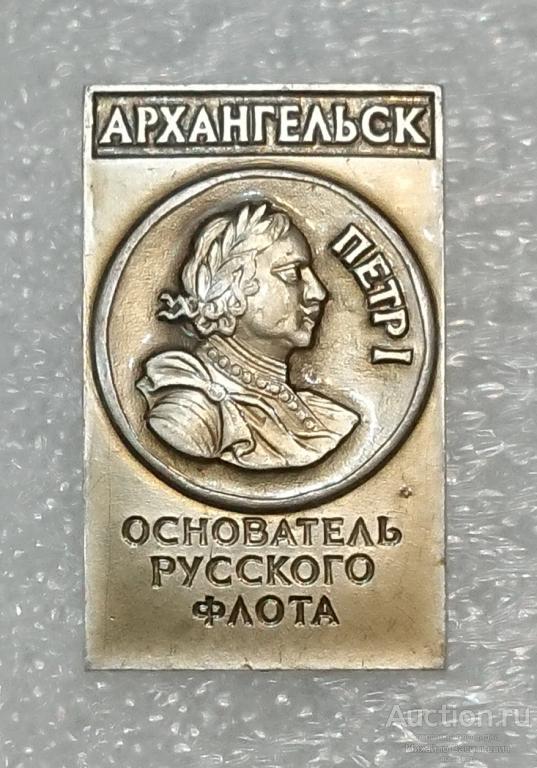 АРХАНГЕЛЬСК
ПЕТР I
ОСНОВАТЕЛЬ
РУССКОГО
ФЛОТА
Auction.ru